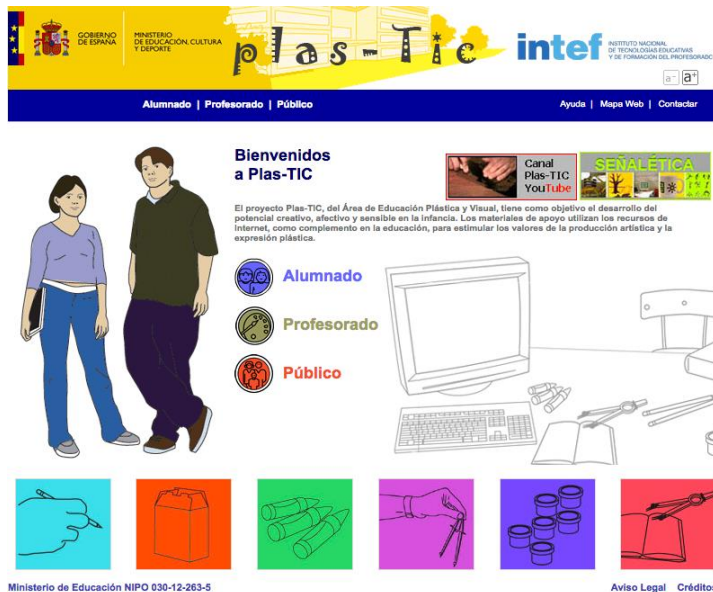 GOBIERNO
DE ESPAÑA
MINISTERIO
DE EDUCACIÓN, CULTURA
Y DEPORTE
plas-Tic
intef
INSTITUTO NACIONAL
DE TECNOLOGÍAS EDUCATIVAS
Y DE FORMACIÓN DEL PROFESORADO
a- a+
Alumnado | Profesorado | Público
Ayuda | Mapa Web | Contactar
Bienvenidos
a Plas-TIC
Canal
Plas-TIC
YouTube
SEÑALÉTICA
El proyecto Plas-TIC, del Área de Educación Plástica y Visual, tiene como objetivo el desarrollo del
potencial creativo, afectivo y sensible en la infancia. Los materiales de apoyo utilizan los recursos de
Internet, como complemento en la educación, para estimular los valores de la producción artística y la
expresión plástica.
Alumnado
Profesorado
Público
Ministerio de Educación NIPO 030-12-263-5
Aviso Legal Créditos